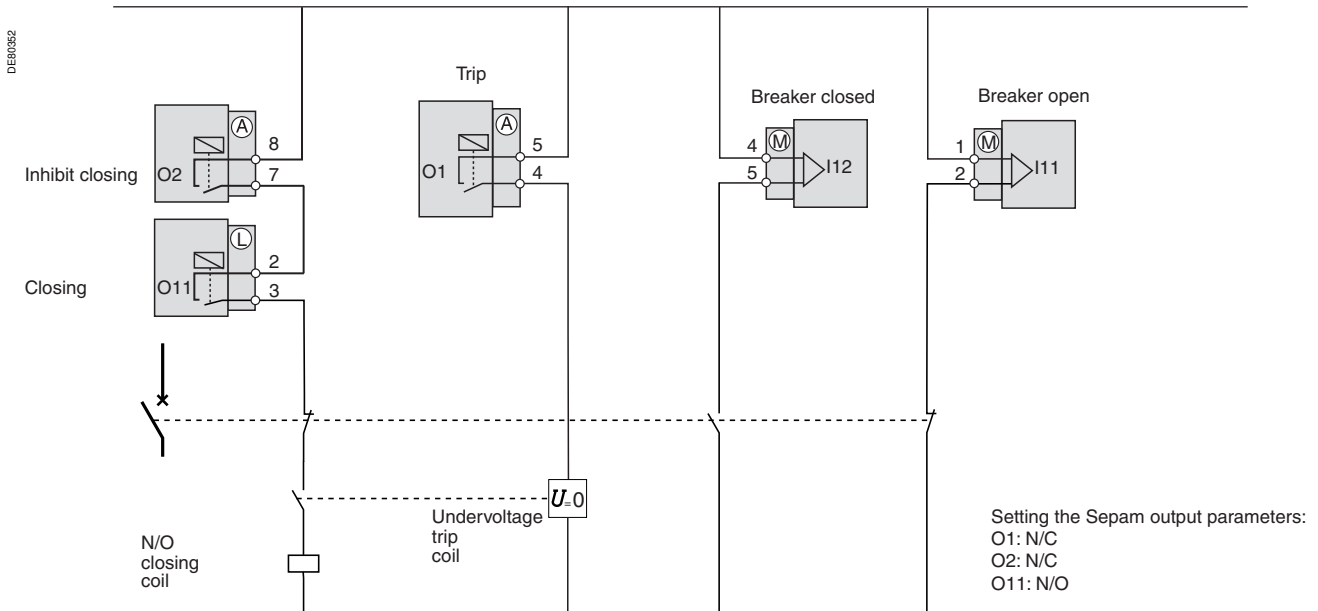 DE80352
Trip
Breaker closed
Breaker open
A
8
7
O2
Inhibit closing
A
5
4
O1
M
4
5
I12
M
1
2
I11
L
2
3
O11
Closing
U=0
Undervoltage
trip
coil
N/O
closing
coil
Setting the Sepam output parameters:
O1: N/C
O2: N/C
O11: N/O